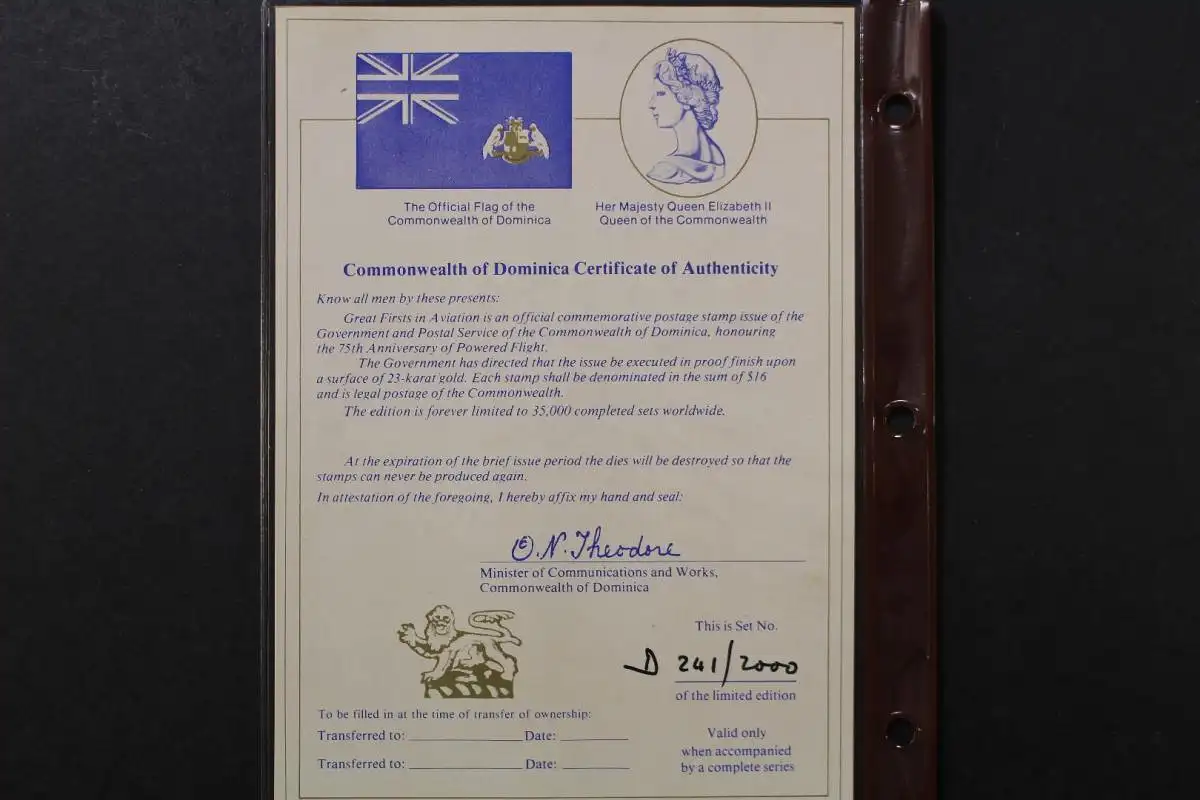 The Official Flag of the
Commonwealth of Dominica
Her Majesty Queen Elizabeth II
Queen of the Commonwealth
Commonwealth of Dominica Certificate of Authenticity
Know all men by these presents:
Great Firsts in Aviation is an official commemorative postage stamp issue of the
Government and Postal Service of the Commonwealth of Dominica, honouring
the 75th Anniversary of Powered Flight.
The Government has directed that the issue be executed in proof finish upon
a surface of 23-karat gold. Each stamp shall be denominated in the sum of $16
and is legal postage of the Commonwealth.
The edition is forever limited to 35,000 completed sets worldwide.
At the expiration of the brief issue period the dies will be destroyed so that the
stamps can never be produced again.
In attestation of the foregoing, I hereby affix my hand and seal:
O.N. Theodore
Minister of Communications and Works,
Commonwealth of Dominica
This is Set No.
D 241/2000
of the limited edition
To be filled in at the time of transfer of ownership:
Transferred to: Date:
Transferred to: Date:
Valid only
when accompanied
by a complete series